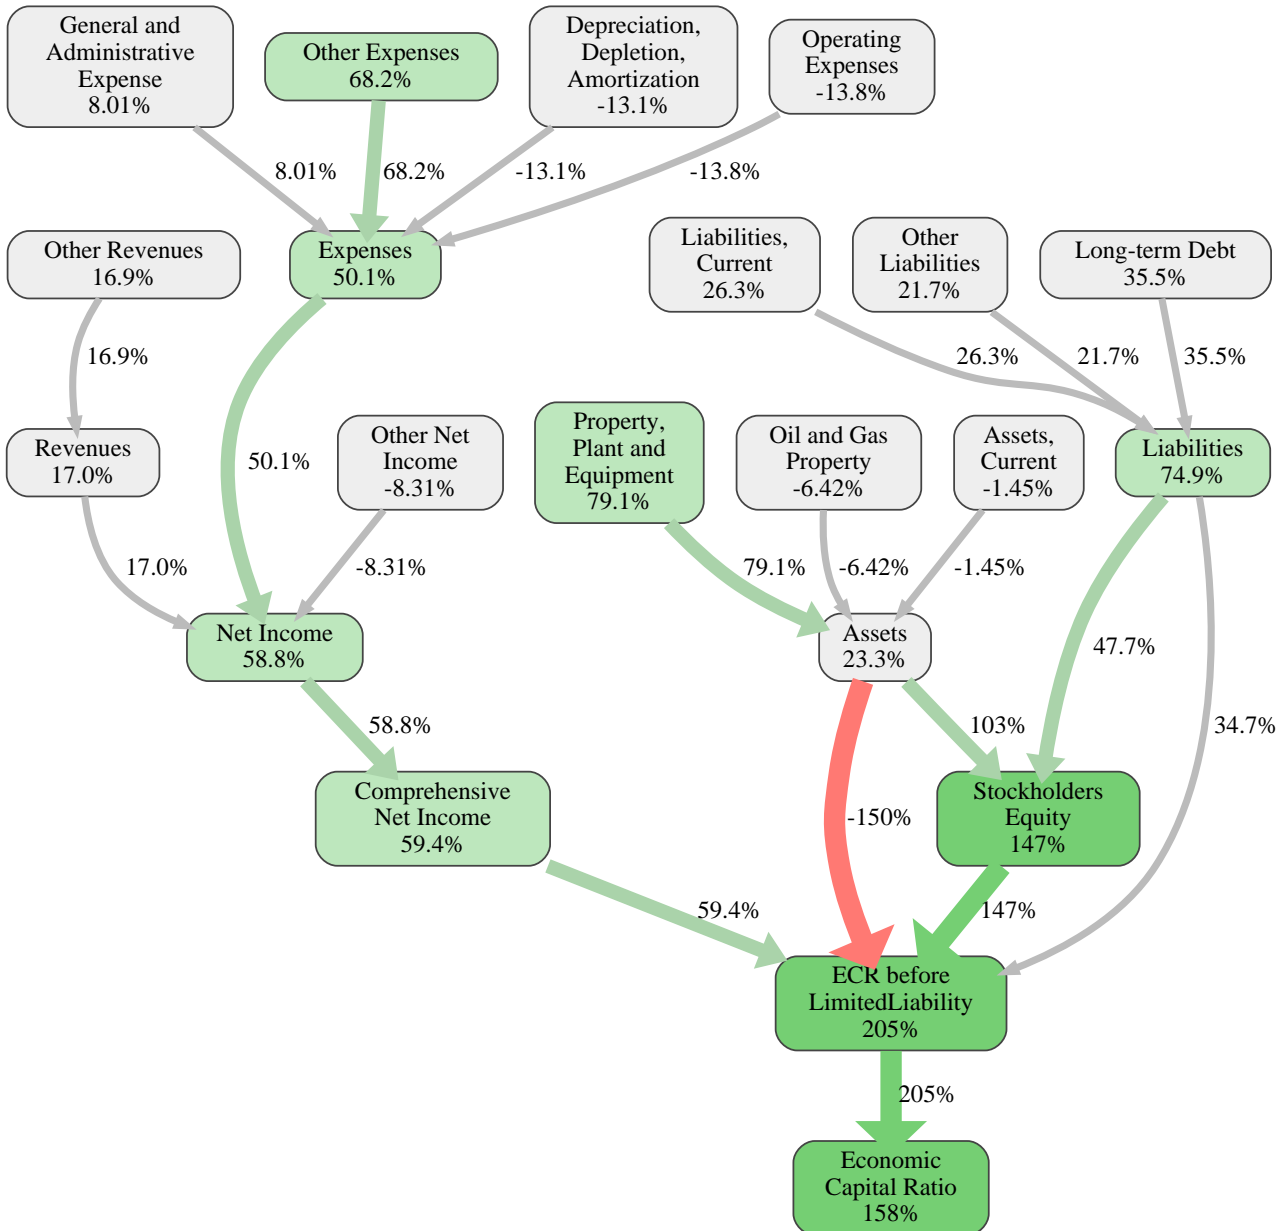 General and
Administrative
Expense
8.01%
Other Expenses
68.2%
Depreciation,
Depletion,
Amortization
-13.1%
Operating
Expenses
-13.8%
8.01%
68.2%
-13.1%
-13.8%
Other Revenues
16.9%
Expenses
50.1%
Liabilities,
Current
26.3%
Other
Liabilities
21.7%
Long-term Debt
35.5%
16.9%
26.3%
21.7%
35.5%
Revenues
17.0%
50.1%
Other Net
Income
-8.31%
Property,
Plant and
Equipment
79.1%
Oil and Gas
Property
-6.42%
Assets,
Current
-1.45%
Liabilities
74.9%
17.0%
-8.31%
79.1%
-6.42%
-1.45%
Net Income
58.8%
Assets
23.3%
47.7%
34.7%
58.8%
103%
Comprehensive
Net Income
59.4%
-150%
Stockholders
Equity
147%
59.4%
147%
ECR before
LimitedLiability
205%
205%
Economic
Capital Ratio
158%